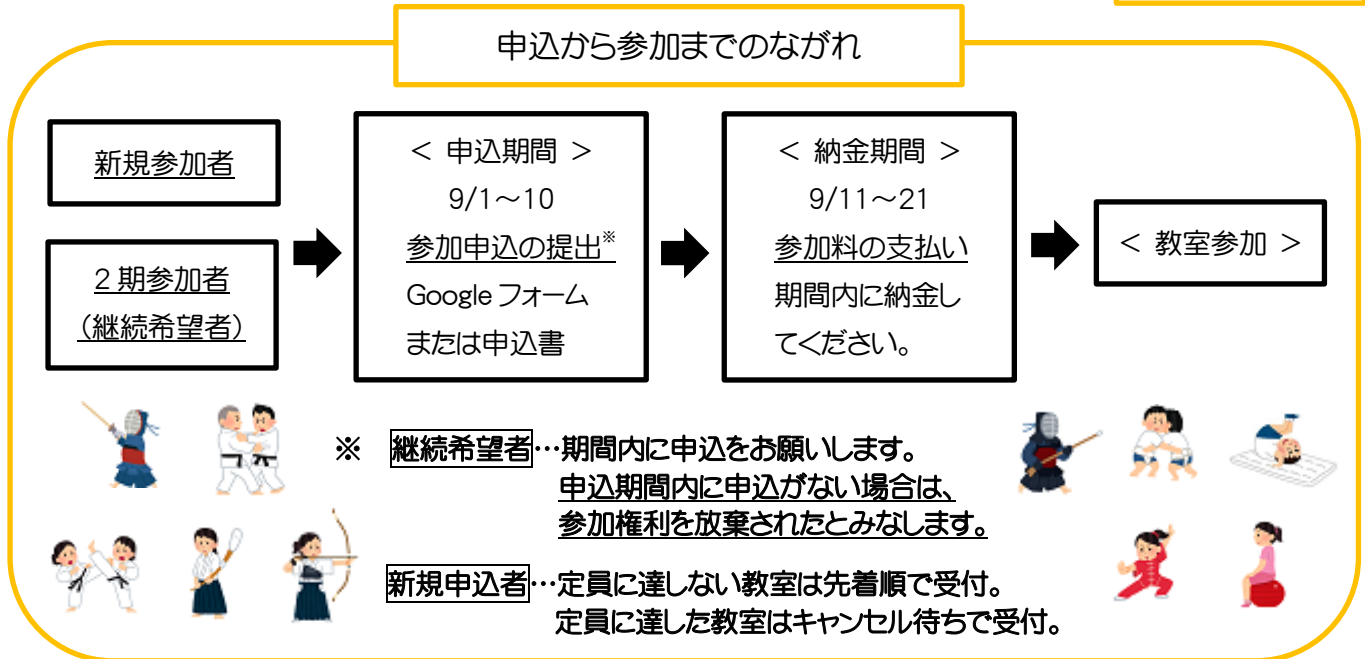 申込から参加までのながれ
新規参加者
2期参加者
(継続希望者)
< 申込期間 >
9/1～10
参加申込の提出※
Google フォーム
または申込書
< 納金期間 >
9/11～21
参加料の支払い
期間内に納金し
てください。
< 教室参加 >
※ 継続希望者…期間内に申込をお願いします。
申込期間内に申込がない場合は、
参加権利を放棄されたとみなします。
新規申込者…定員に達しない教室は先着順で受付。
定員に達した教室はキャンセル待ちで受付。